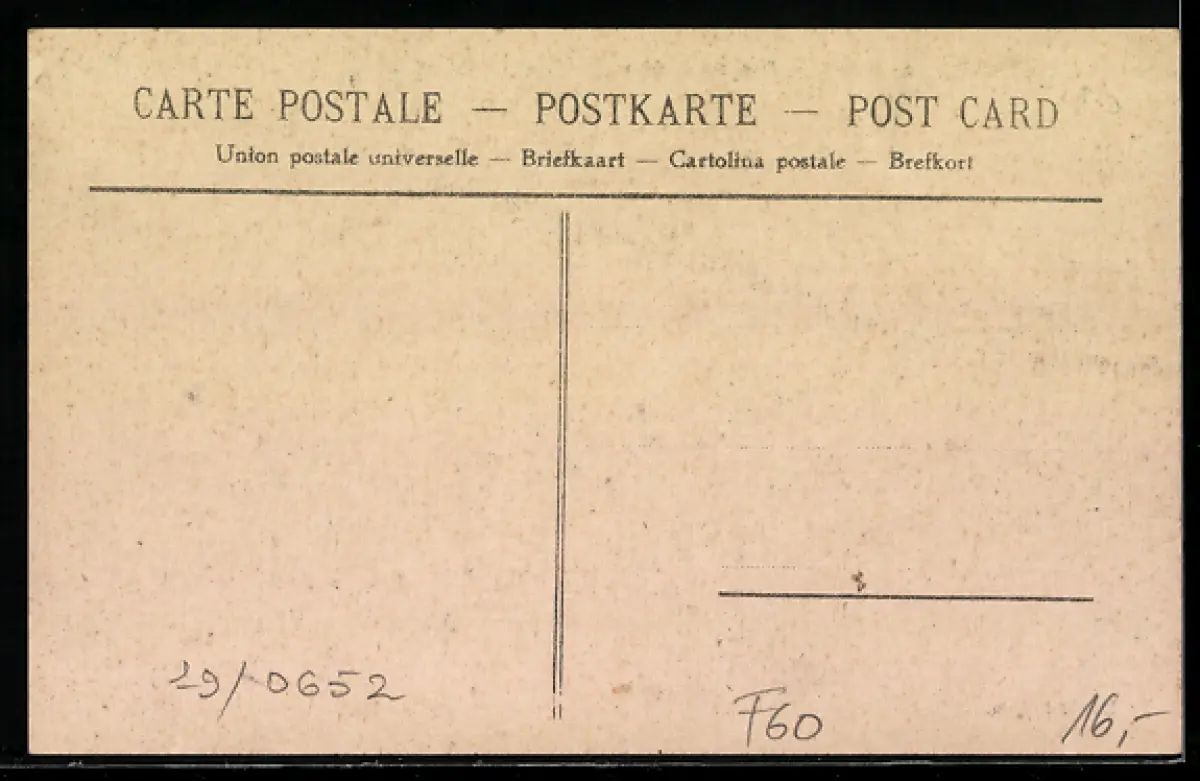 CARTE POSTALE — POSTKARTE — POST CARD
Union postale universelle — Briefkaart — Cartolina postale — Brefkort
29/0652
F60
16,-